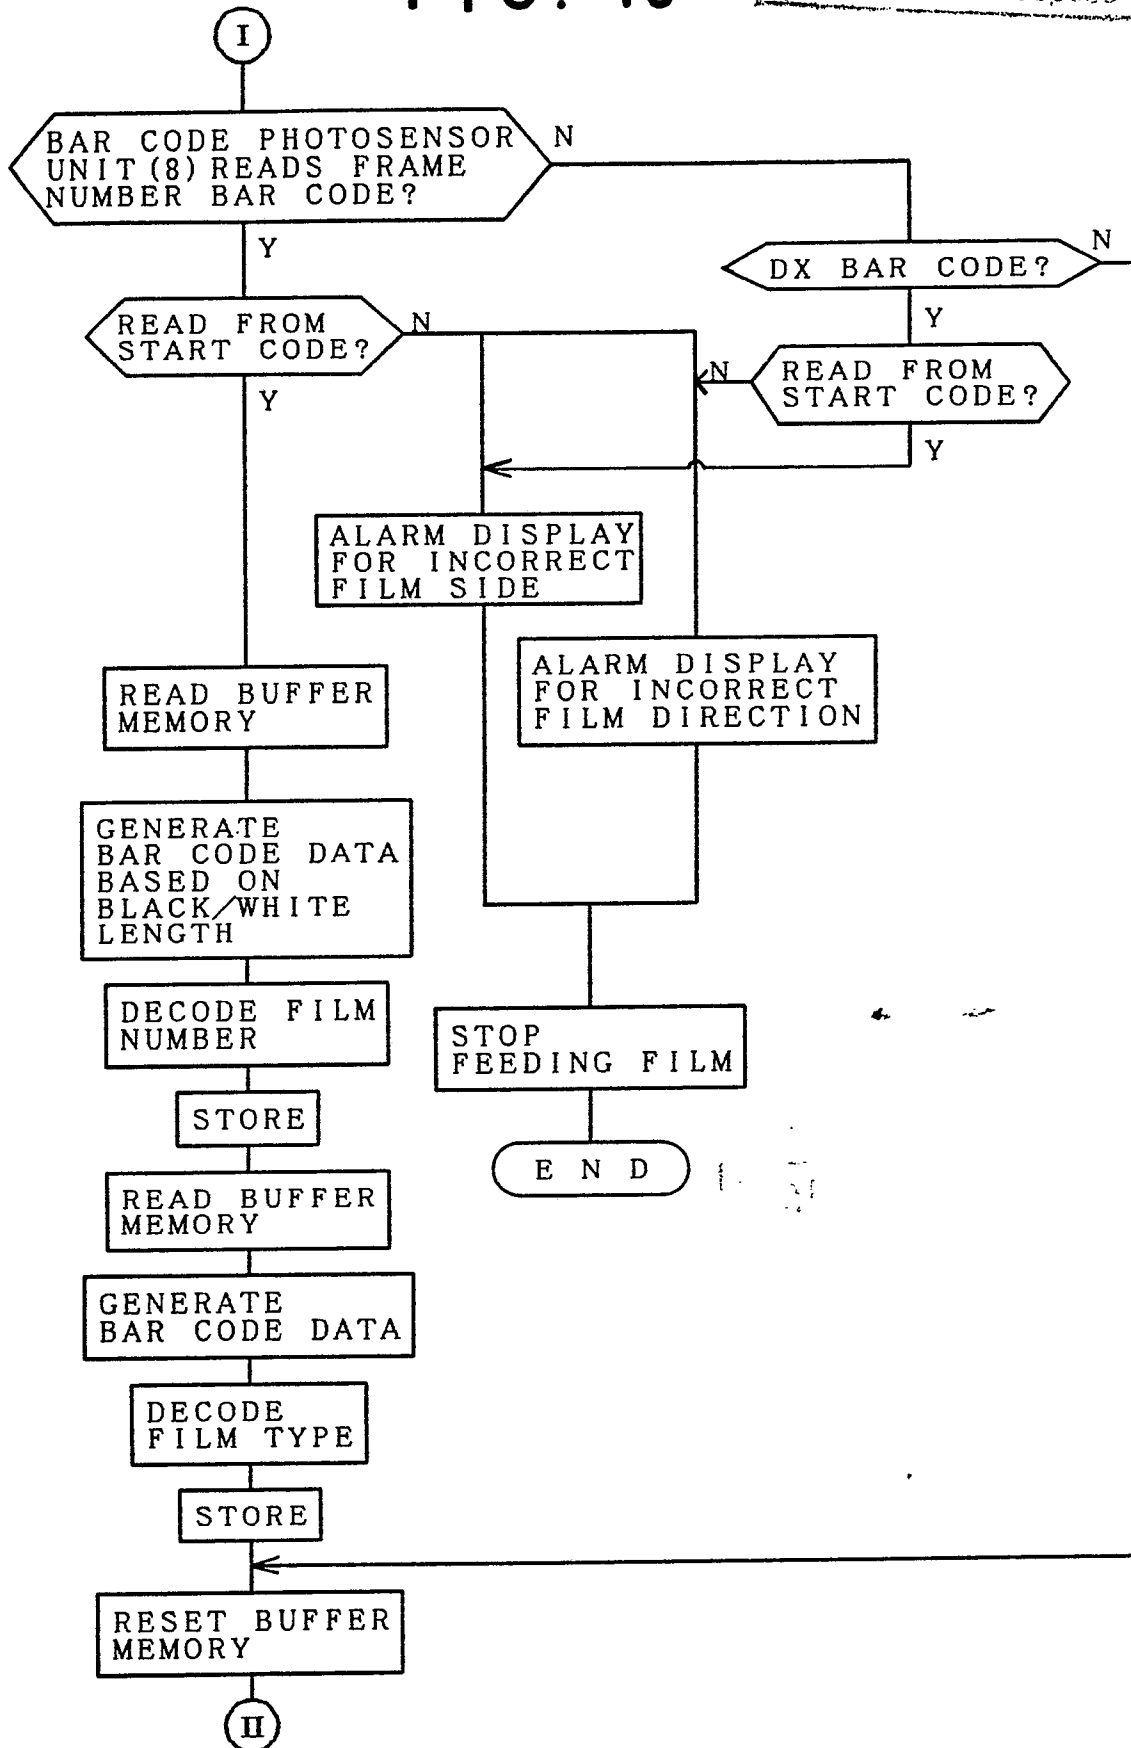 I
BAR CODE PHOTOSENSOR
UNIT (8) READS FRAME
NUMBER BAR CODE?
N
Y
DX BAR CODE?
N
Y
READ FROM
START CODE?
N
Y
READ FROM
START CODE?
N
Y
ALARM DISPLAY
FOR INCORRECT
FILM SIDE
ALARM DISPLAY
FOR INCORRECT
FILM DIRECTION
READ BUFFER
MEMORY
GENERATE
BAR CODE DATA
BASED ON
BLACK/WHITE
LENGTH
DECODE FILM
NUMBER
STOP
FEEDING FILM
STORE
END
READ BUFFER
MEMORY
GENERATE
BAR CODE DATA
DECODE
FILM TYPE
STORE
RESET BUFFER
MEMORY
II